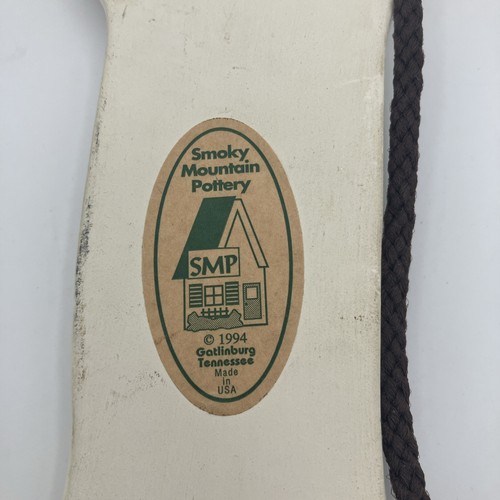 Smoky
Mountain
Pottery
SMP
© 1994
Gatlinburg
Tennessee
Made
in
USA